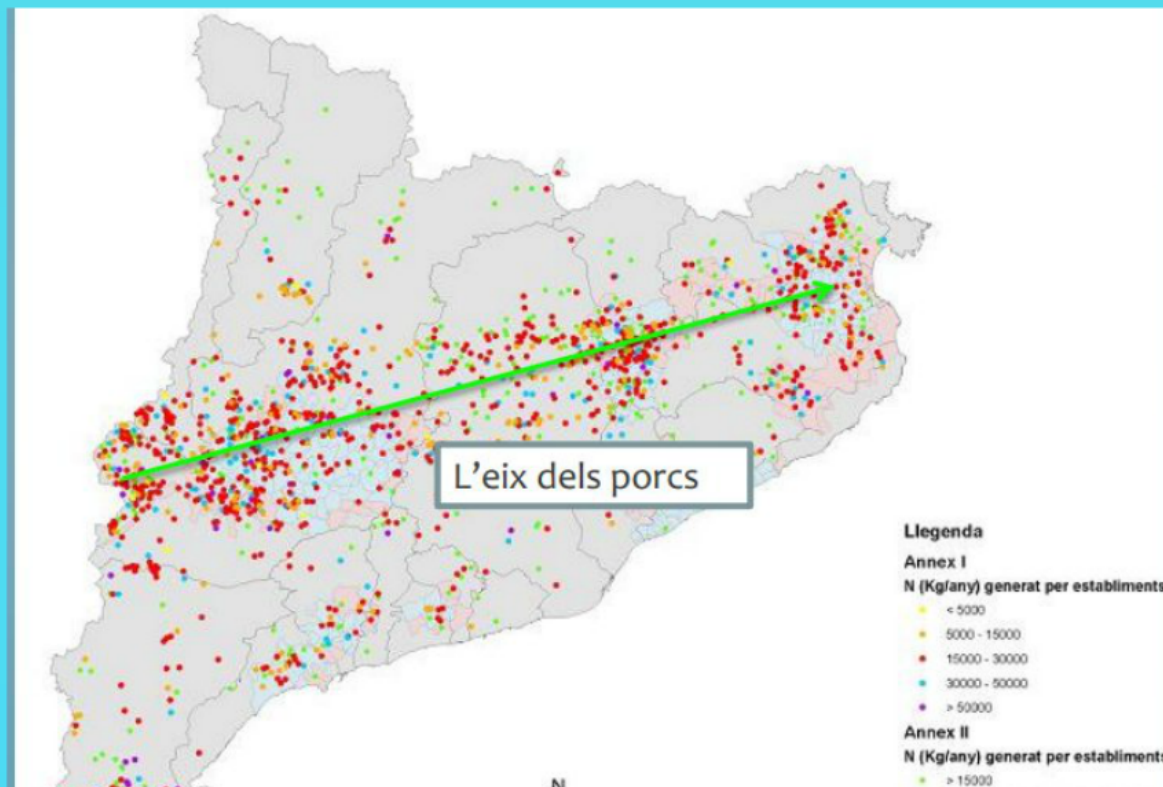 L'eix dels porcs
Llegenda
Annex I
N (Kg/any) generat per establiments
< 5000
5000 - 15000
15000 - 30000
30000 - 50000
> 50000
Annex II
N (Kg/any) generat per establiments
> 15000
N